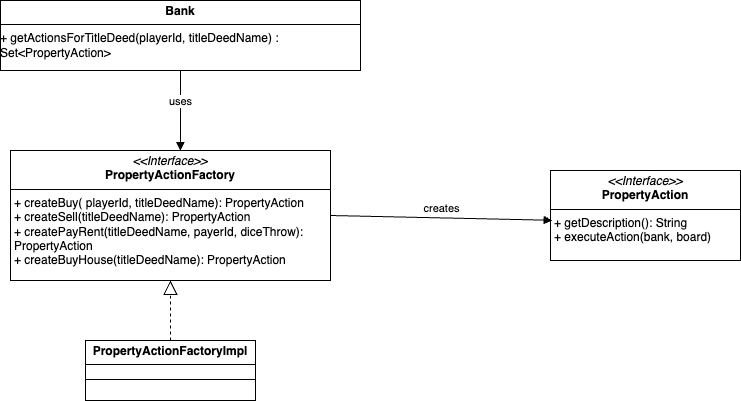 Bank
+ getActionsForTitleDeed(playerId, titleDeedName) :
Set<PropertyAction>
uses
<<Interface>>
PropertyActionFactory
+ createBuy( playerId, titleDeedName): PropertyAction
+ createSell(titleDeedName): PropertyAction
+ createPayRent(titleDeedName, payerId, diceThrow):
PropertyAction
+ createBuyHouse(titleDeedName): PropertyAction
creates
<<Interface>>
PropertyAction
+ getDescription(): String
+ executeAction(bank, board)
PropertyActionFactoryImpl